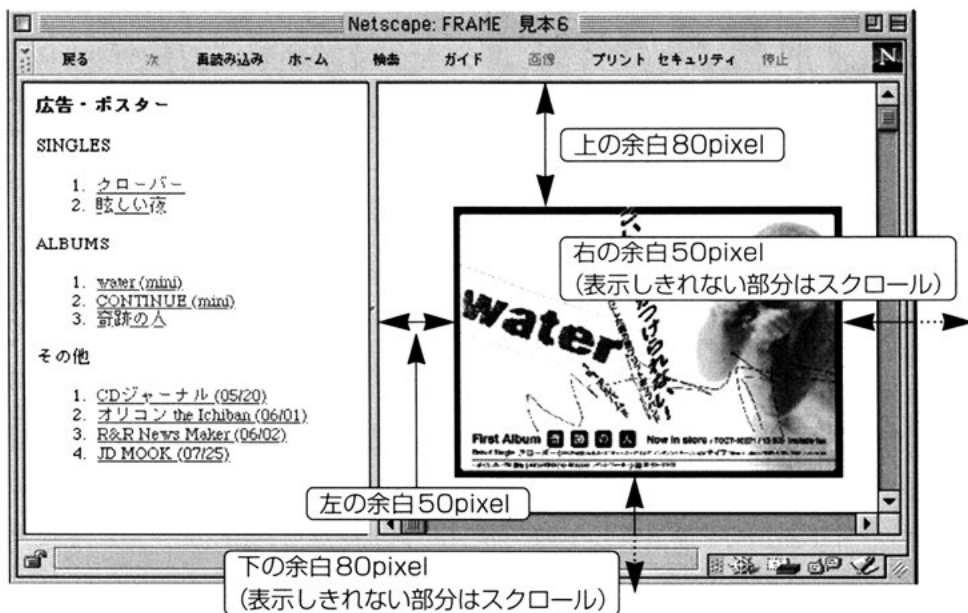 Netscape: FRAME 見本6
戻る 次 再読み込み ホーム 検索 ガイド 画像 プリント セキュリティ 停止 N
広告・ポスター
SINGLES
1. クローバー
2. 眩しい夜
ALBUMS
1. water (mini)
2. CONTINUE (mini)
3. 奇跡の人
その他
1. CDジャーナル (05/20)
2. オリコン the Ichiban (06/01)
3. R&R News Maker (06/02)
4. JD MOOK (07/25)
上の余白80pixel
右の余白50pixel
(表示しきれない部分はスクロール)
water
First Album 奇 跡 の 人 Now in store
左の余白50pixel
下の余白80pixel
(表示しきれない部分はスクロール)